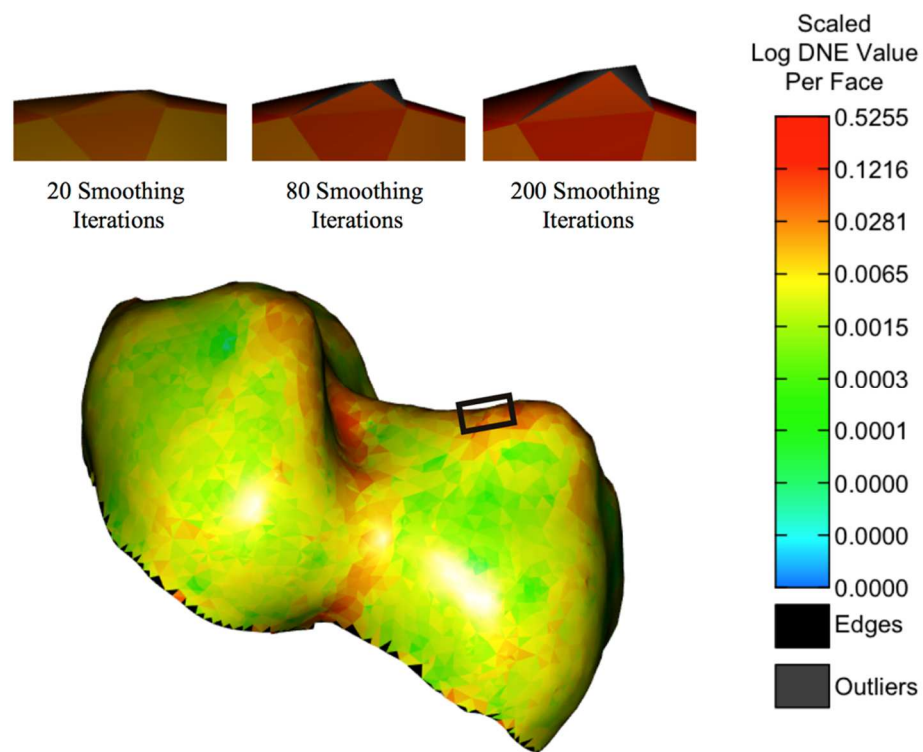 Scaled
Log DNE Value
Per Face
0.5255
0.1216
0.0281
0.0065
0.0015
0.0003
0.0001
0.0000
0.0000
0.0000
Edges
Outliers
20 Smoothing
Iterations
80 Smoothing
Iterations
200 Smoothing
Iterations